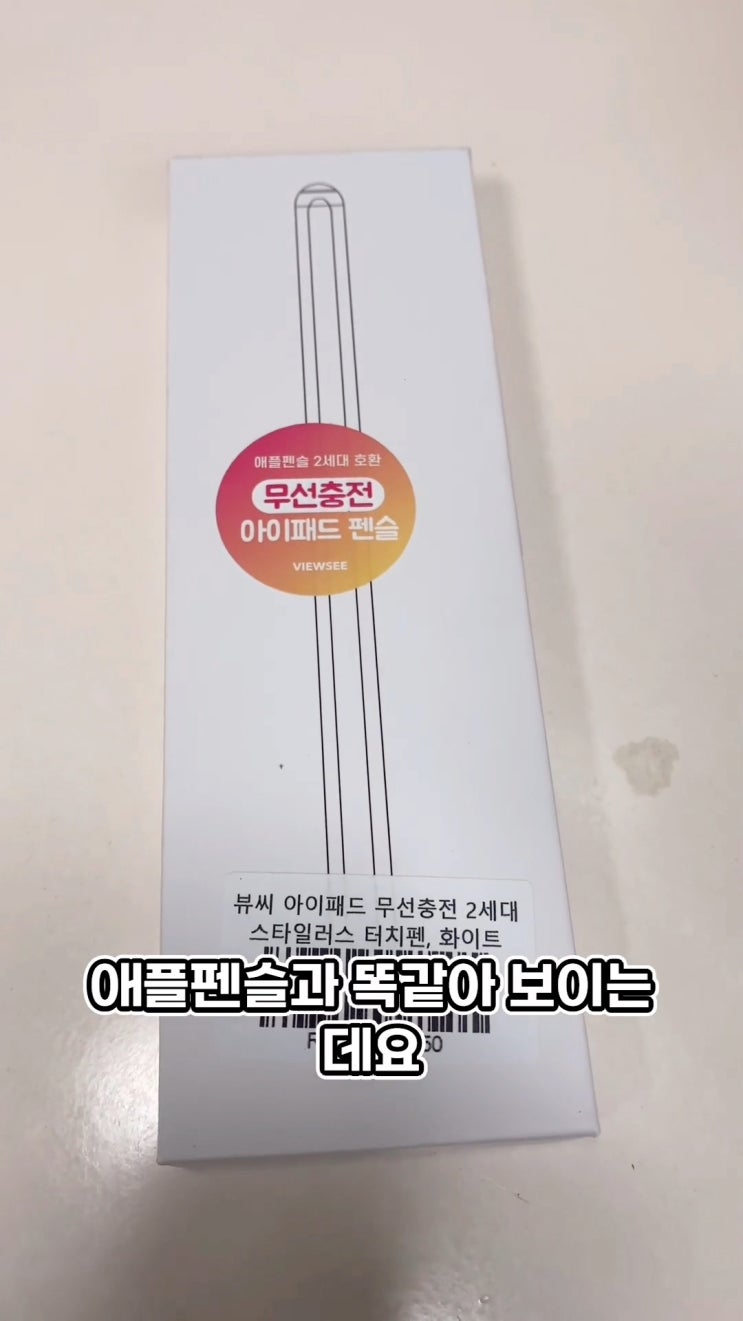 애플펜슬 2세대 호환
무선충전
아이패드 펜슬
VIEWSEE
뷰씨 아이패드 무선충전 2세대
스타일러스 터치펜, 화이트
애플펜슬과 똑같아 보이는
데요